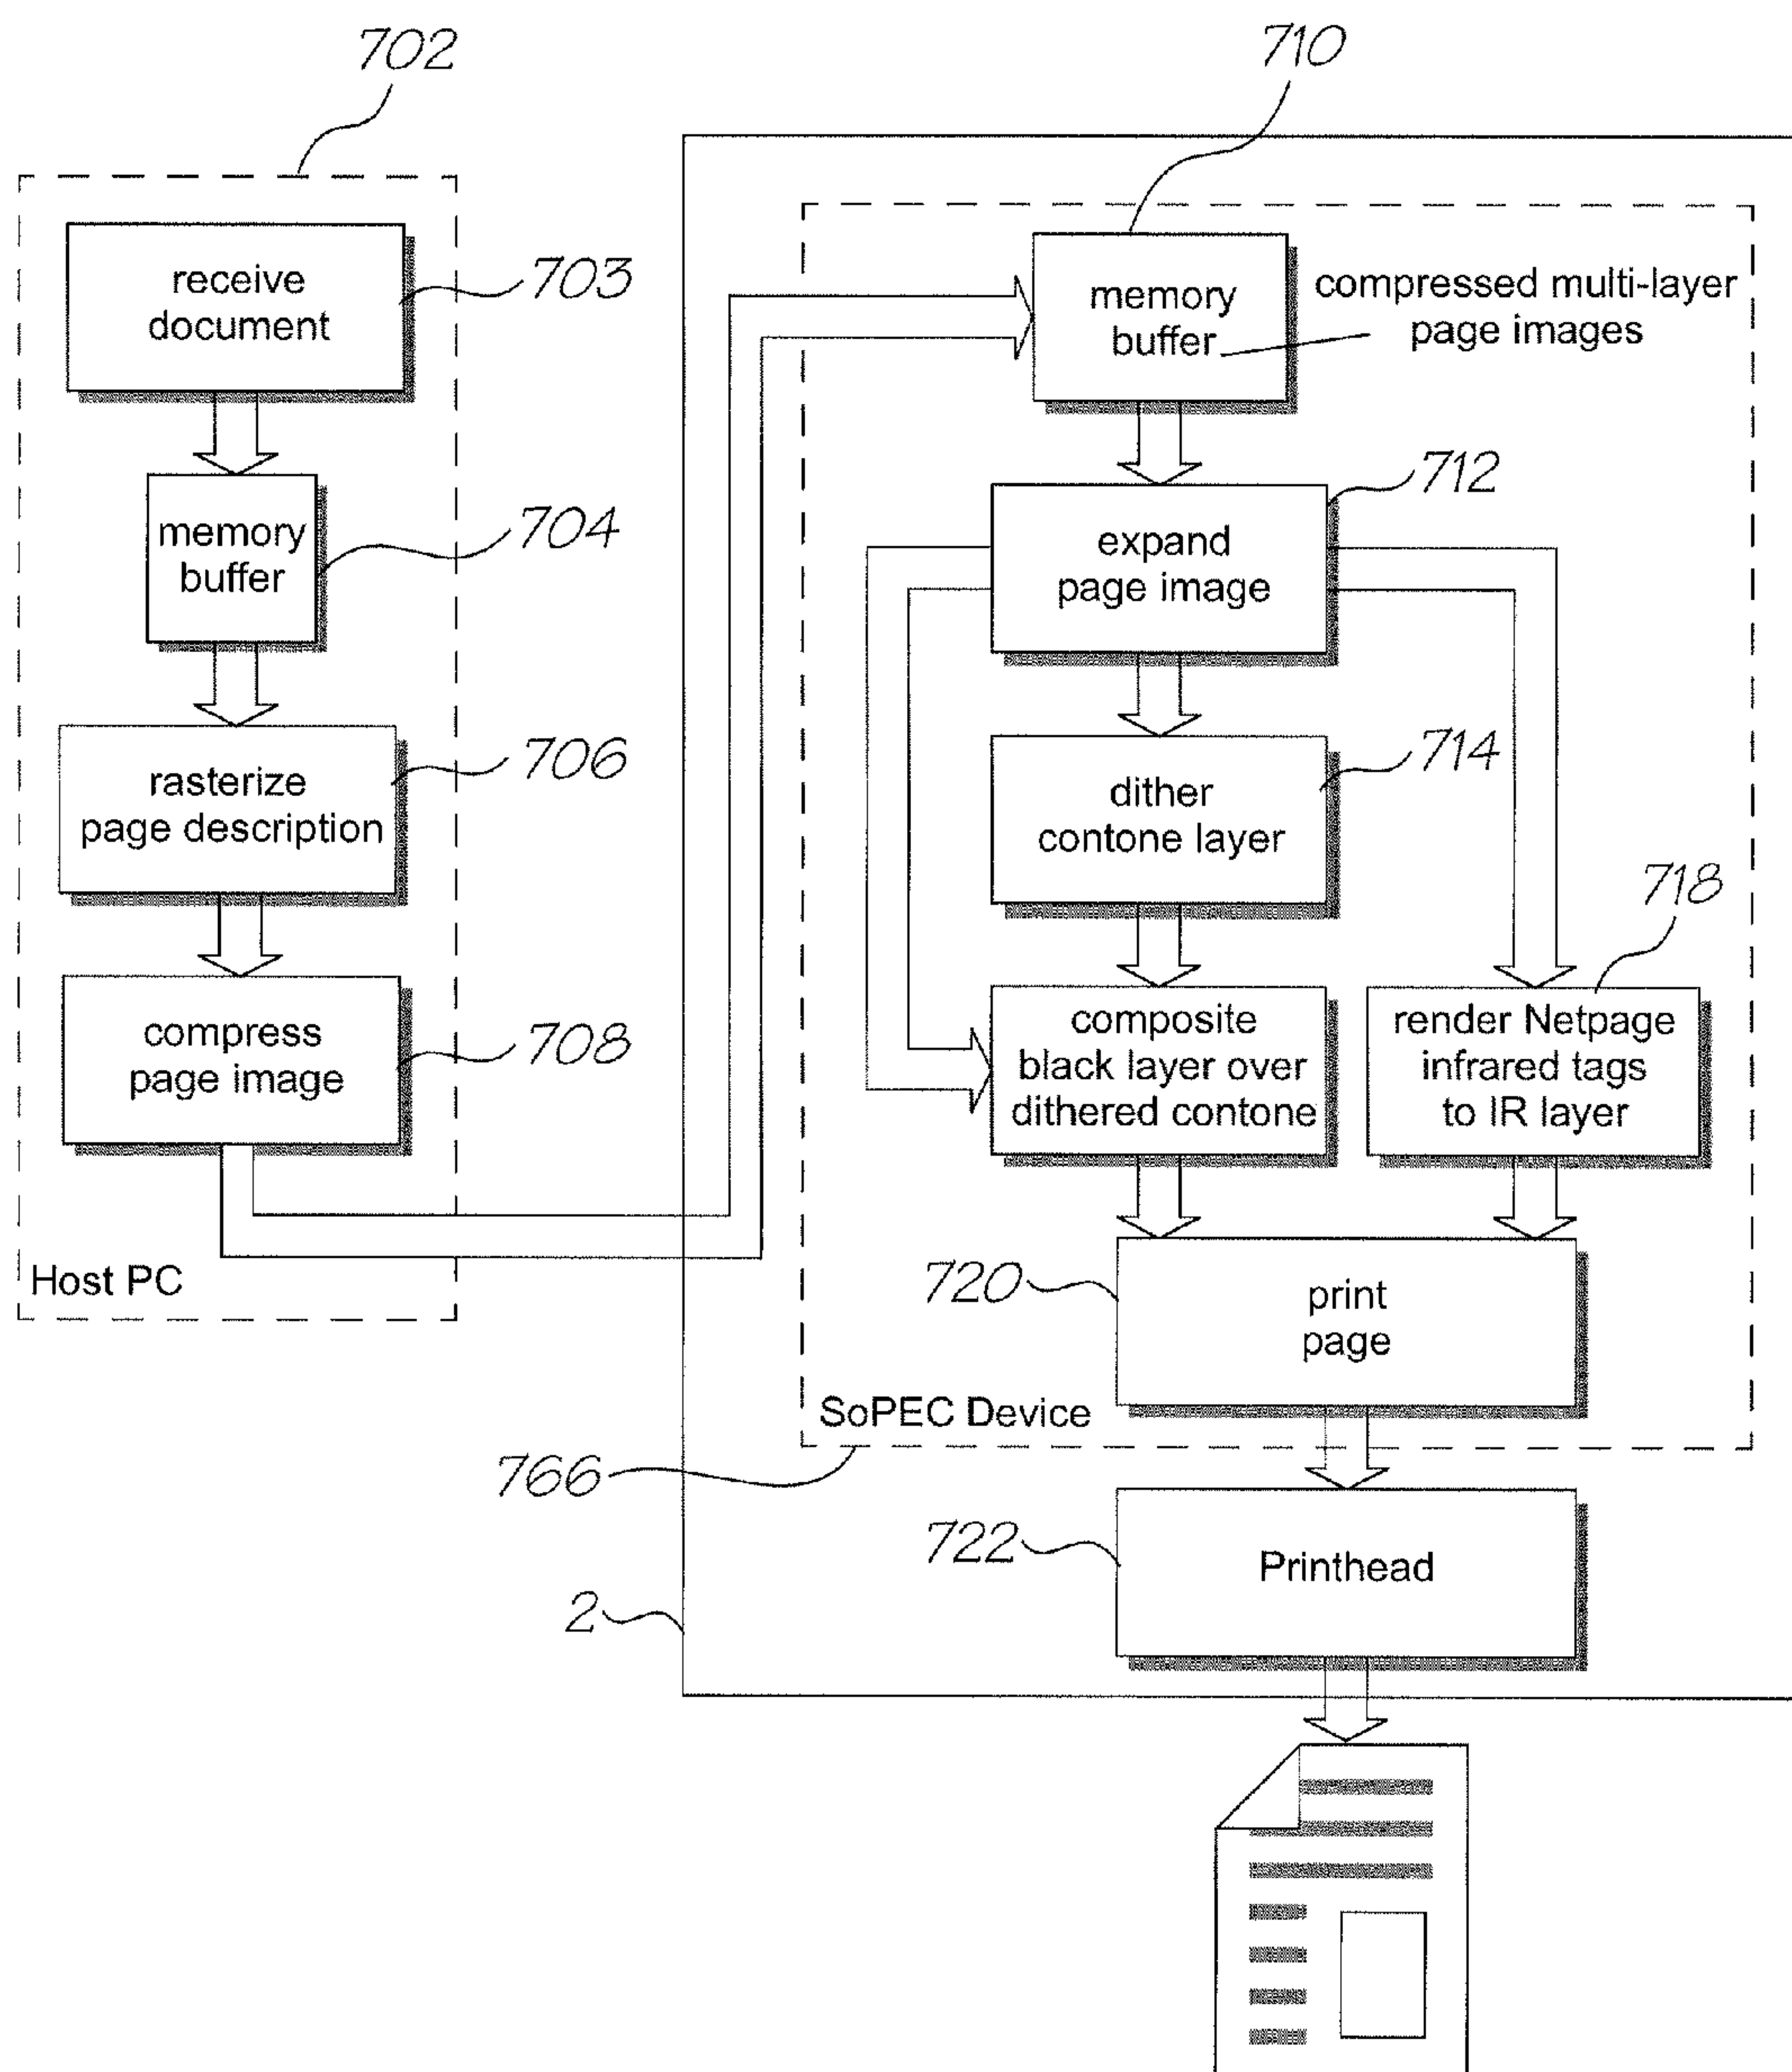 702
710
receive
document
703
memory
buffer
compressed multi-layer
page images
memory
buffer
704
expand
page image
712
rasterize
page description
706
dither
contone layer
714
718
compress
page image
708
composite
black layer over
dithered contone
render Netpage
infrared tags
to IR layer
Host PC
720
print
page
SoPEC Device
766
722
Printhead
2